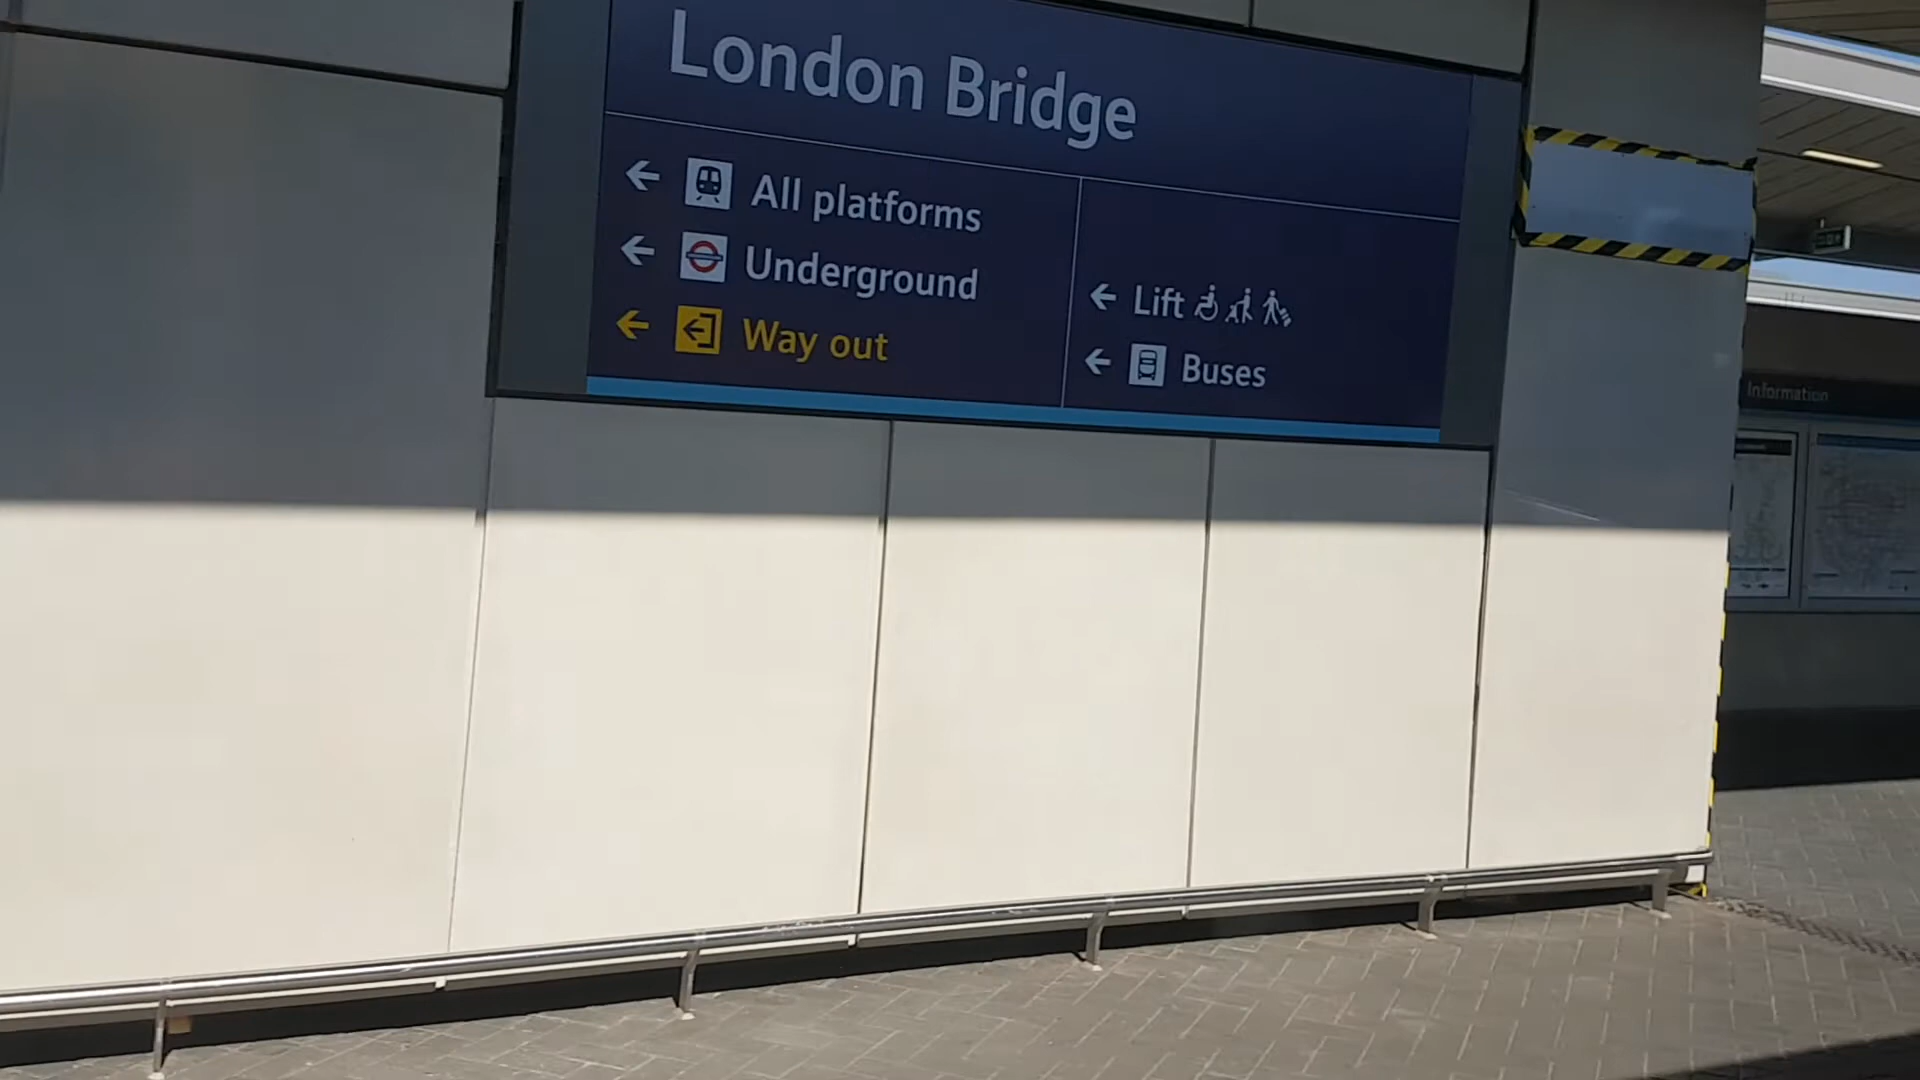 London Bridge
All platforms
Underground
Way out
Lift
Buses
Information